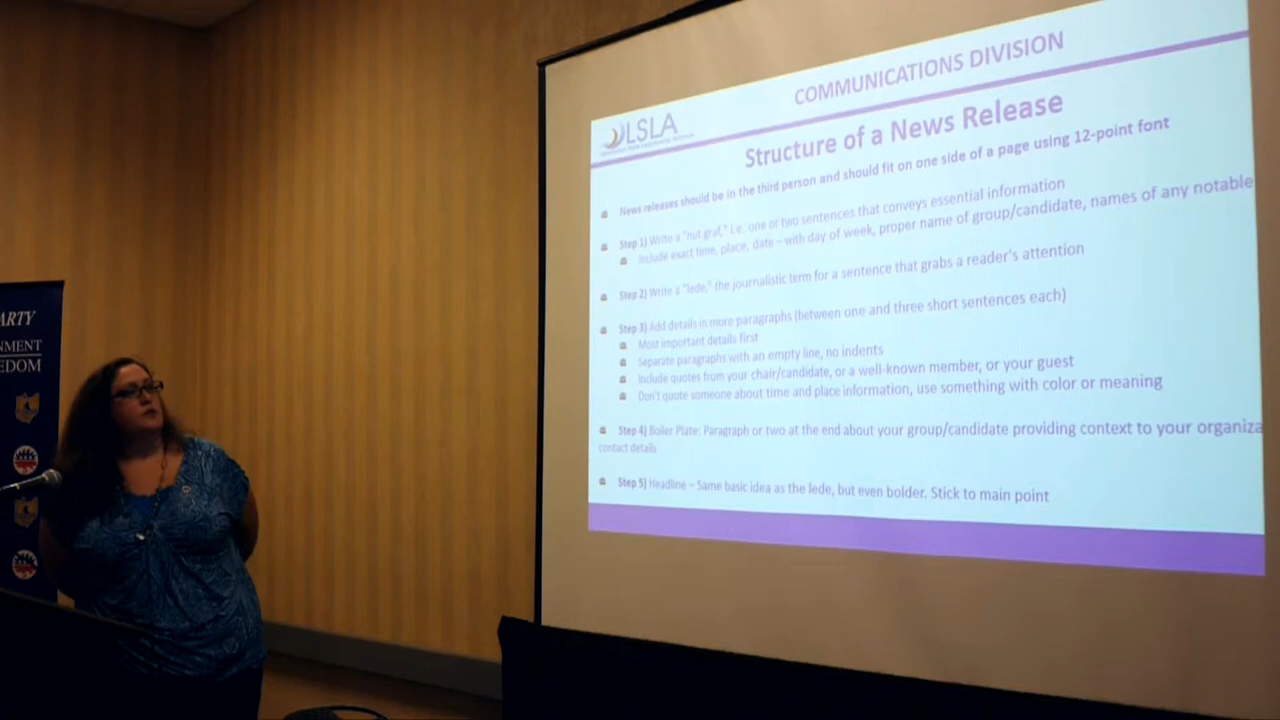 COMMUNICATIONS DIVISION
LSLA
Structure of a News Release
News releases should be in the third person and should fit on one side of a page using 12-point font
Step 1) Write a "nut graf," i.e. one or two sentences that conveys essential information
Include exact time, place, date – with day of week, proper name of group/candidate, names of any notable
Step 2) Write a "lede," the journalistic term for a sentence that grabs a reader's attention
Step 3) Add details in more paragraphs (between one and three short sentences each)
Most important details first
Separate paragraphs with an empty line, no indents
Include quotes from your chair/candidate, or a well-known member, or your guest
Don't quote someone about time and place information, use something with color or meaning
Step 4) Boiler Plate: Paragraph or two at the end about your group/candidate providing context to your organiza
contact details
Step 5) Headline – Same basic idea as the lede, but even bolder. Stick to main point
ARTY
NMENT
EDOM